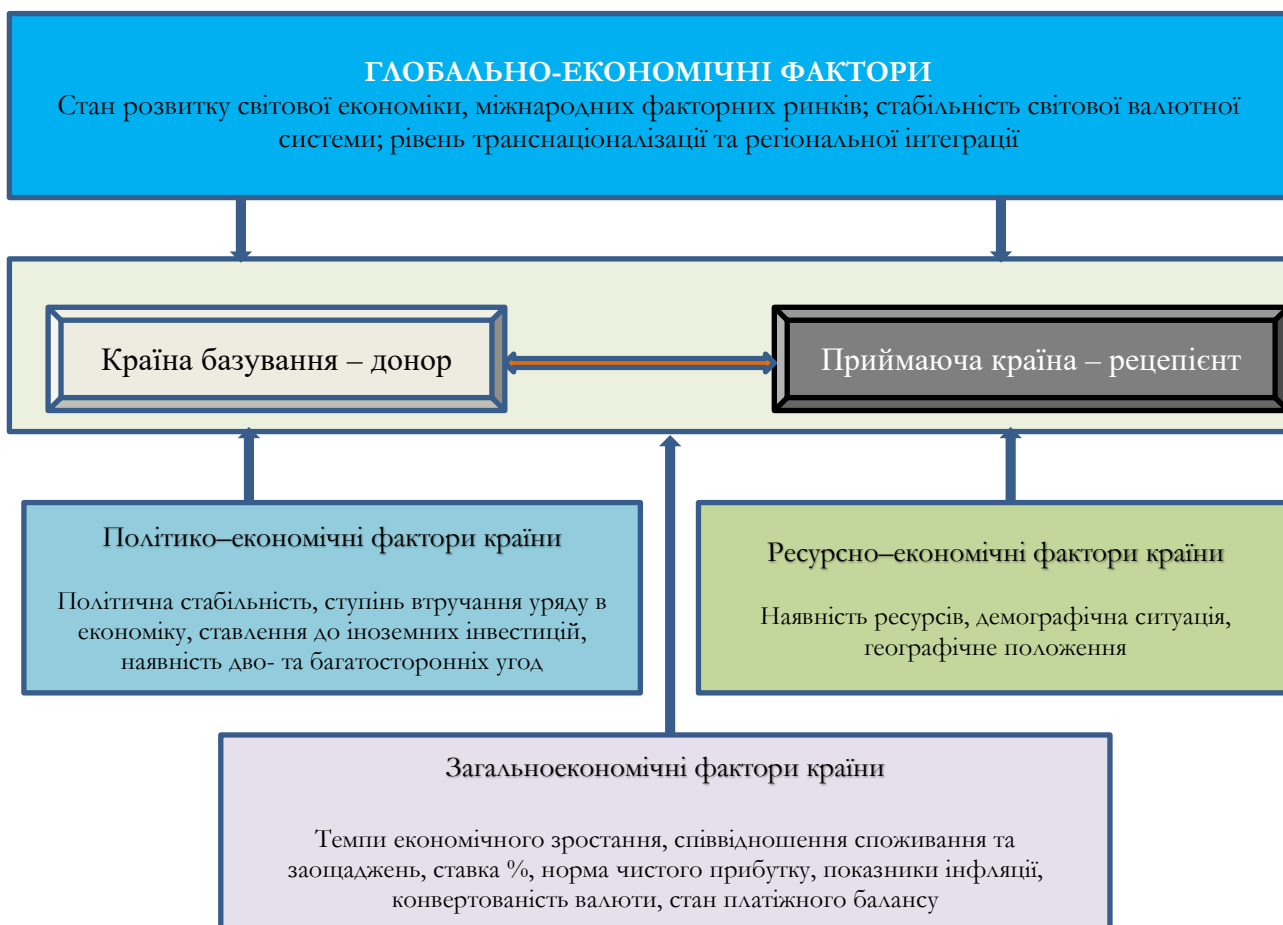 ГЛОБАЛЬНО-ЕКОНОМІЧНІ ФАКТОРИ
Стан розвитку світової економіки, міжнародних факторних ринків; стабільність світової валютної
системи; рівень транснаціоналізації та регіональної інтеграції
Країна базування – донор
Приймаюча країна – рецепієнт
Політико–економічні фактори країни
Політична стабільність, ступінь втручання уряду в
економіку, ставлення до іноземних інвестицій,
наявність дво- та багатосторонніх угод
Ресурсно–економічні фактори країни
Наявність ресурсів, демографічна ситуація,
географічне положення
Загальноекономічні фактори країни
Темпи економічного зростання, співвідношення споживання та
заощаджень, ставка %, норма чистого прибутку, показники інфляції,
конвертованість валюти, стан платіжного балансу